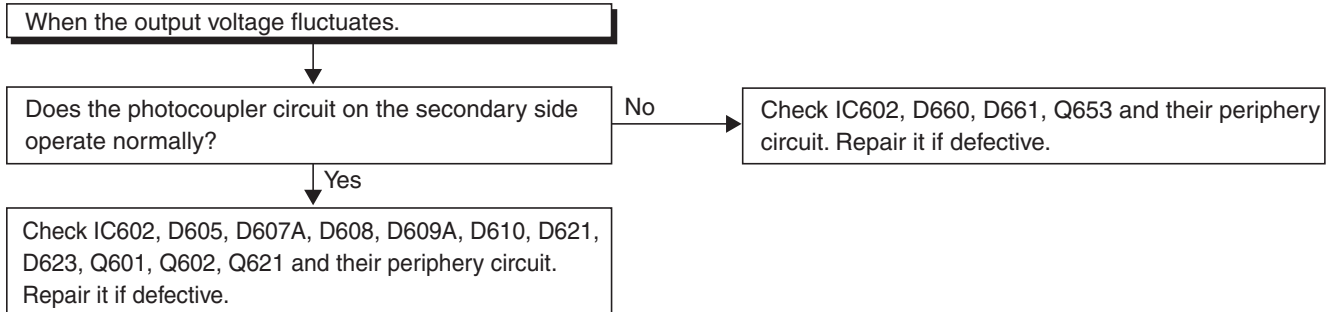 When the output voltage fluctuates.
Does the photocoupler circuit on the secondary side
operate normally?
No
Check IC602, D660, D661, Q653 and their periphery
circuit. Repair it if defective.
Yes
Check IC602, D605, D607A, D608, D609A, D610, D621,
D623, Q601, Q602, Q621 and their periphery circuit.
Repair it if defective.